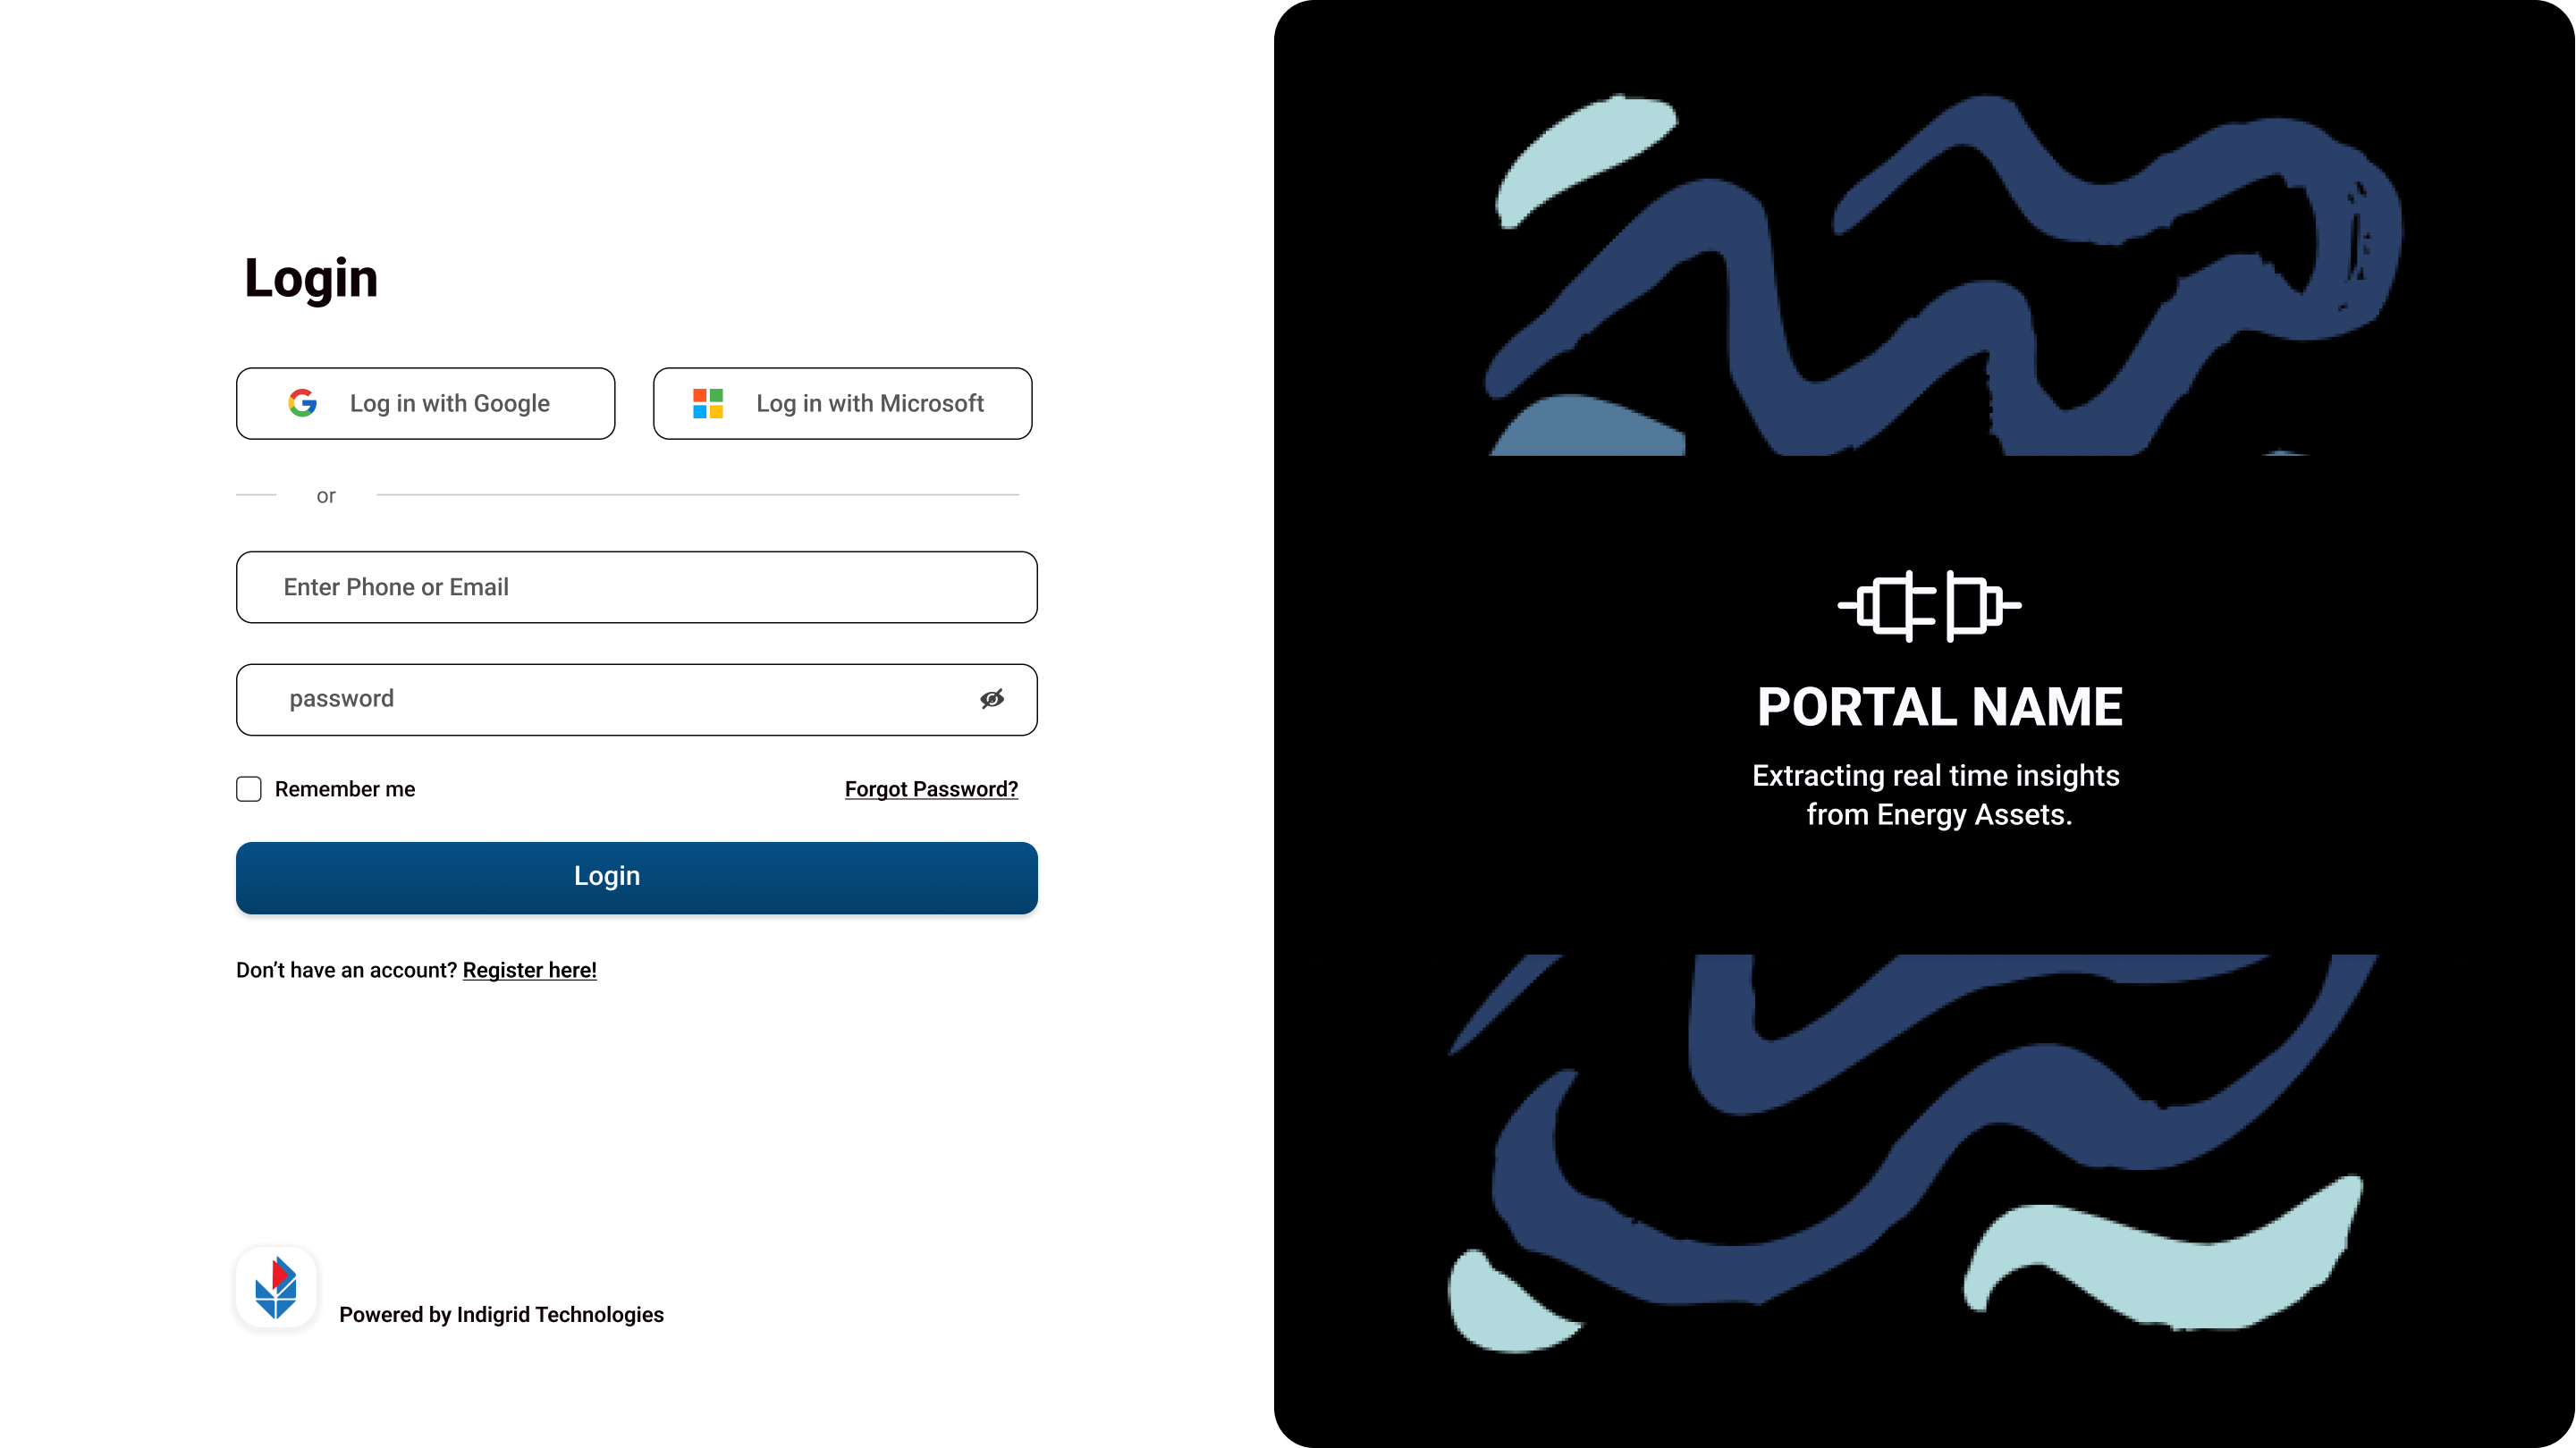 Login
Log in with Google
Log in with Microsoft
or
Enter Phone or Email
password
Remember me
Forgot Password?
Login
Don’t have an account? Register here!
Powered by Indigrid Technologies
PORTAL NAME
Extracting real time insights
from Energy Assets.